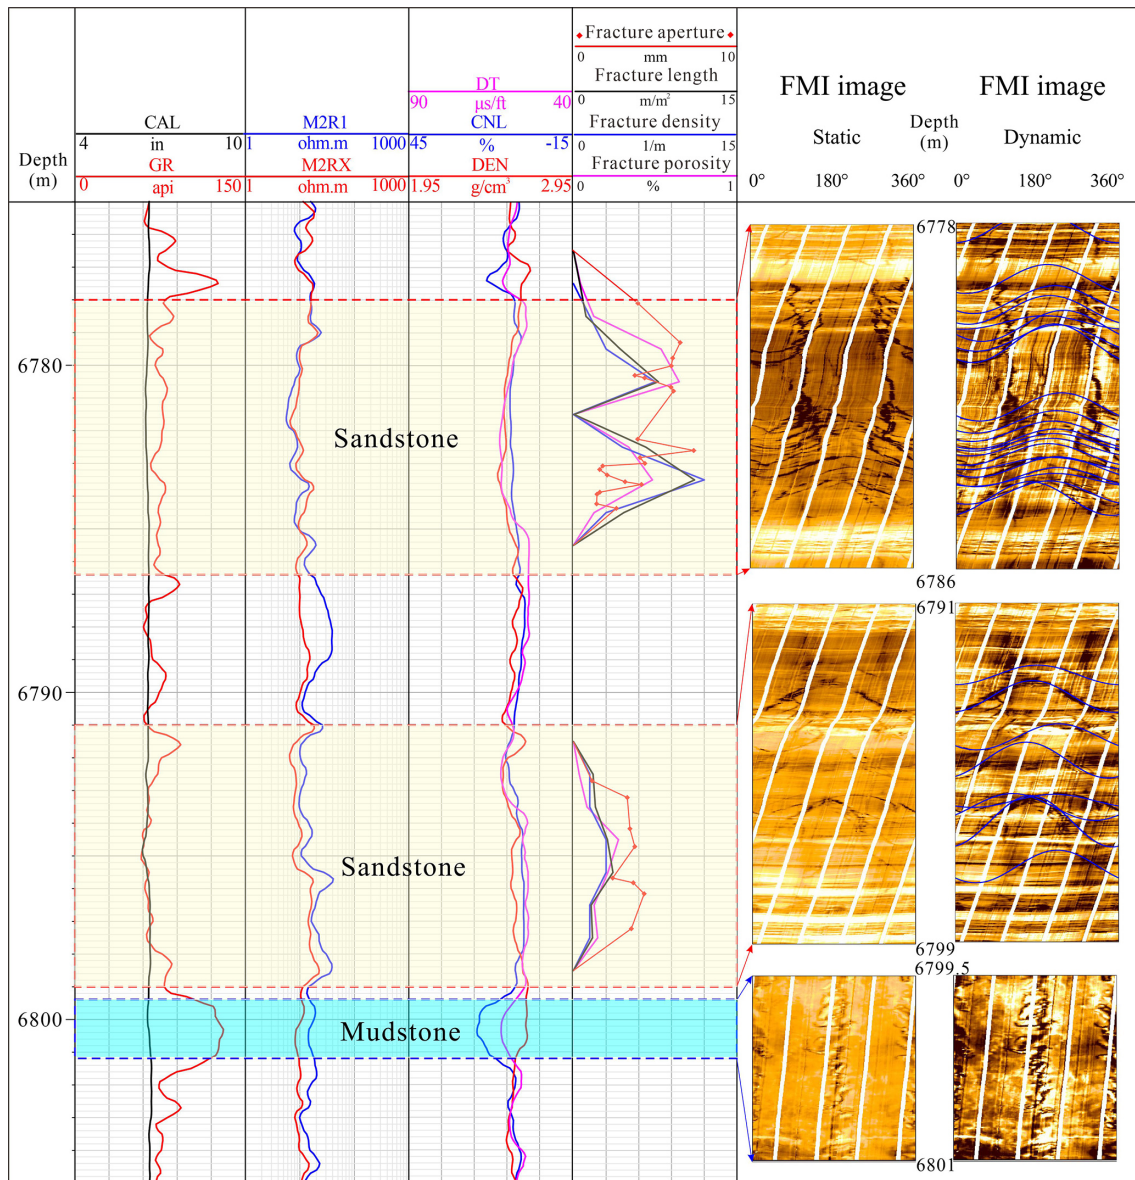 Depth
(m)
CAL
4 in 10
GR
0 api 150
M2R1
1 ohm.m 1000
M2RX
1 ohm.m 1000
DT
90 μs/ft 40
CNL
45 % -15
DEN
1.95 g/cm³ 2.95
Fracture aperture
0 mm 10
Fracture length
0 m/m² 15
Fracture density
0 1/m 15
Fracture porosity
0 % 1
FMI image
Static
0° 180° 360°
Depth
(m)
FMI image
Dynamic
0° 180° 360°
6780
6790
6800
Sandstone
Sandstone
Mudstone
6778
6786
6791
6799
6799.5
6801